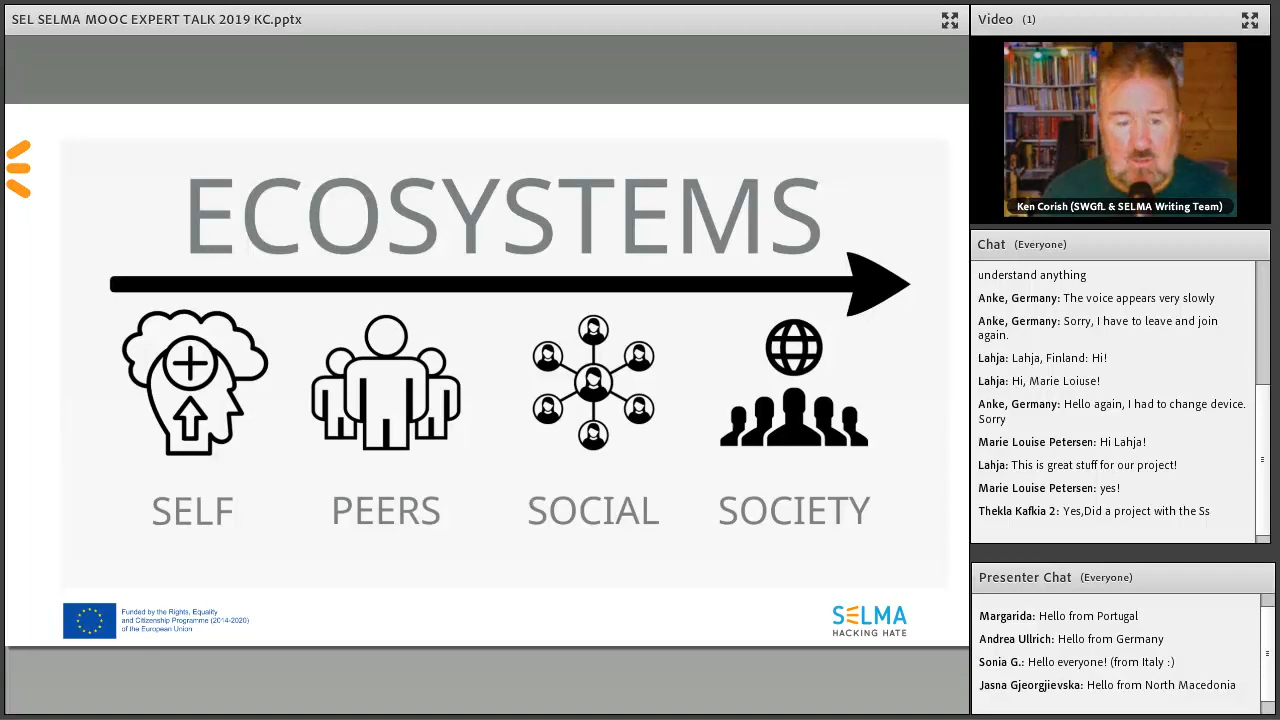 SEL SELMA MOOC EXPERT TALK 2019 KC.pptx
ECOSYSTEMS
SELF
PEERS
SOCIAL
SOCIETY
Funded by the Rights, Equality
and Citizenship Programme (2014-2020)
of the European Union
SELMA
HACKING HATE
Video (1)
Ken Corish (SWGfL & SELMA Writing Team)
Chat (Everyone)
understand anything
Anke, Germany: The voice appears very slowly
Anke, Germany: Sorry, I have to leave and join
again.
Lahja: Lahja, Finland: Hi!
Lahja: Hi, Marie Loiuse!
Anke, Germany: Hello again, I had to change device.
Sorry
Marie Louise Petersen: Hi Lahja!
Lahja: This is great stuff for our project!
Marie Louise Petersen: yes!
Thekla Kafkia 2: Yes,Did a project with the Ss
Presenter Chat (Everyone)
Margarida: Hello from Portugal
Andrea Ullrich: Hello from Germany
Sonia G.: Hello everyone! (from Italy :)
Jasna Gjeorgjievska: Hello from North Macedonia